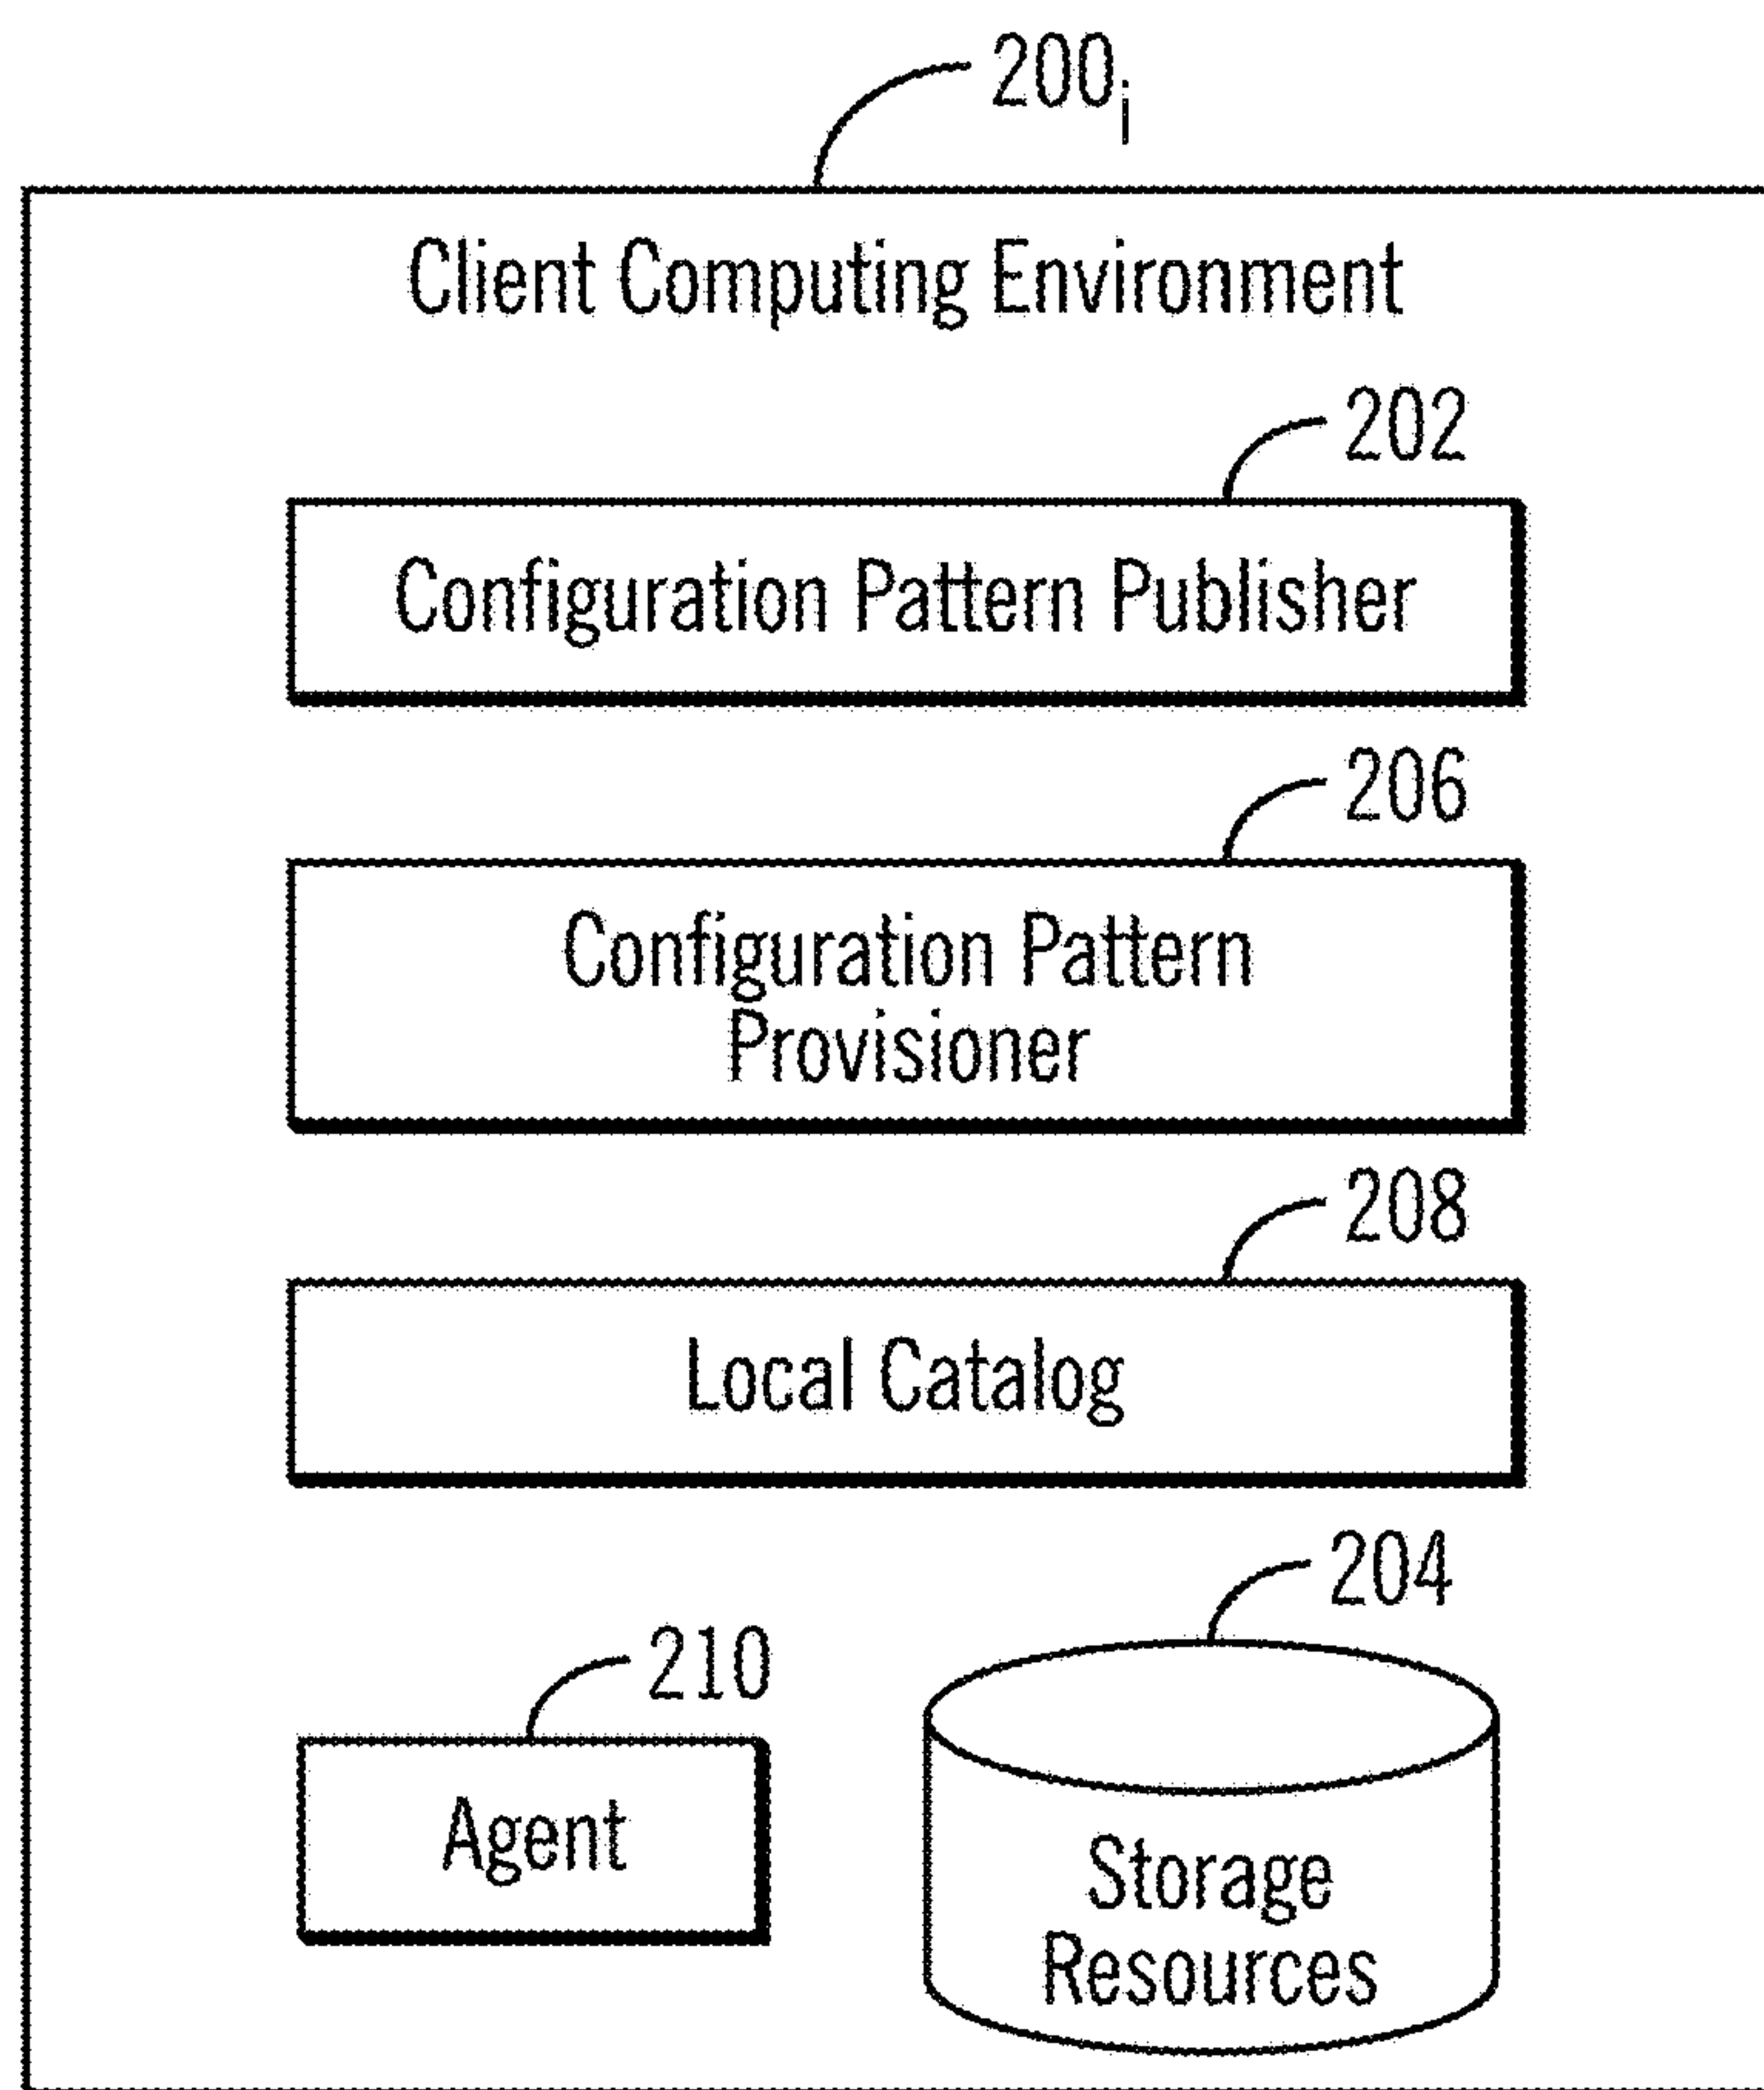 200i
Client Computing Environment
202
Configuration Pattern Publisher
206
Configuration Pattern
Provisioner
208
Local Catalog
204
210
Agent
Storage
Resources